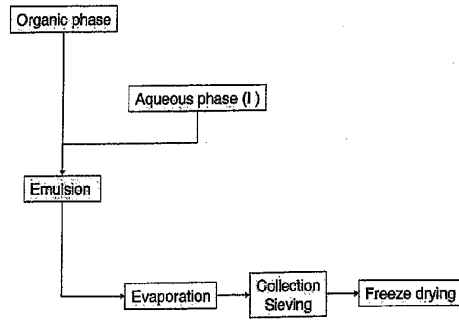 Organic phase
Aqueous phase (I)
Emulsion
Evaporation
Collection
Sieving
Freeze drying